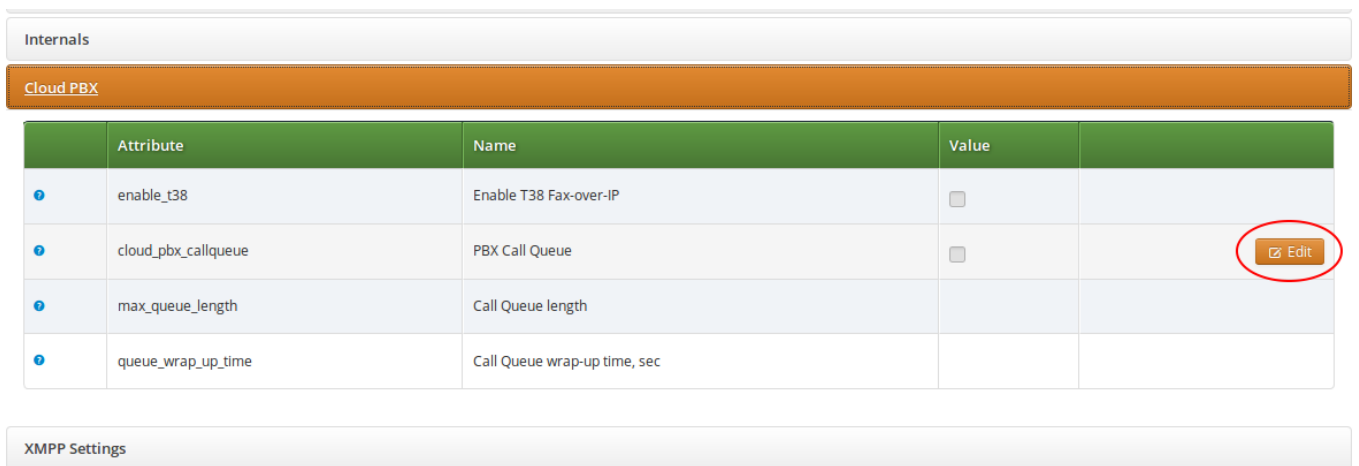 Internals
Cloud PBX
Attribute Name Value
enable_t38 Enable T38 Fax-over-IP
cloud_pbx_callqueue PBX Call Queue Edit
max_queue_length Call Queue length
queue_wrap_up_time Call Queue wrap-up time, sec
XMPP Settings